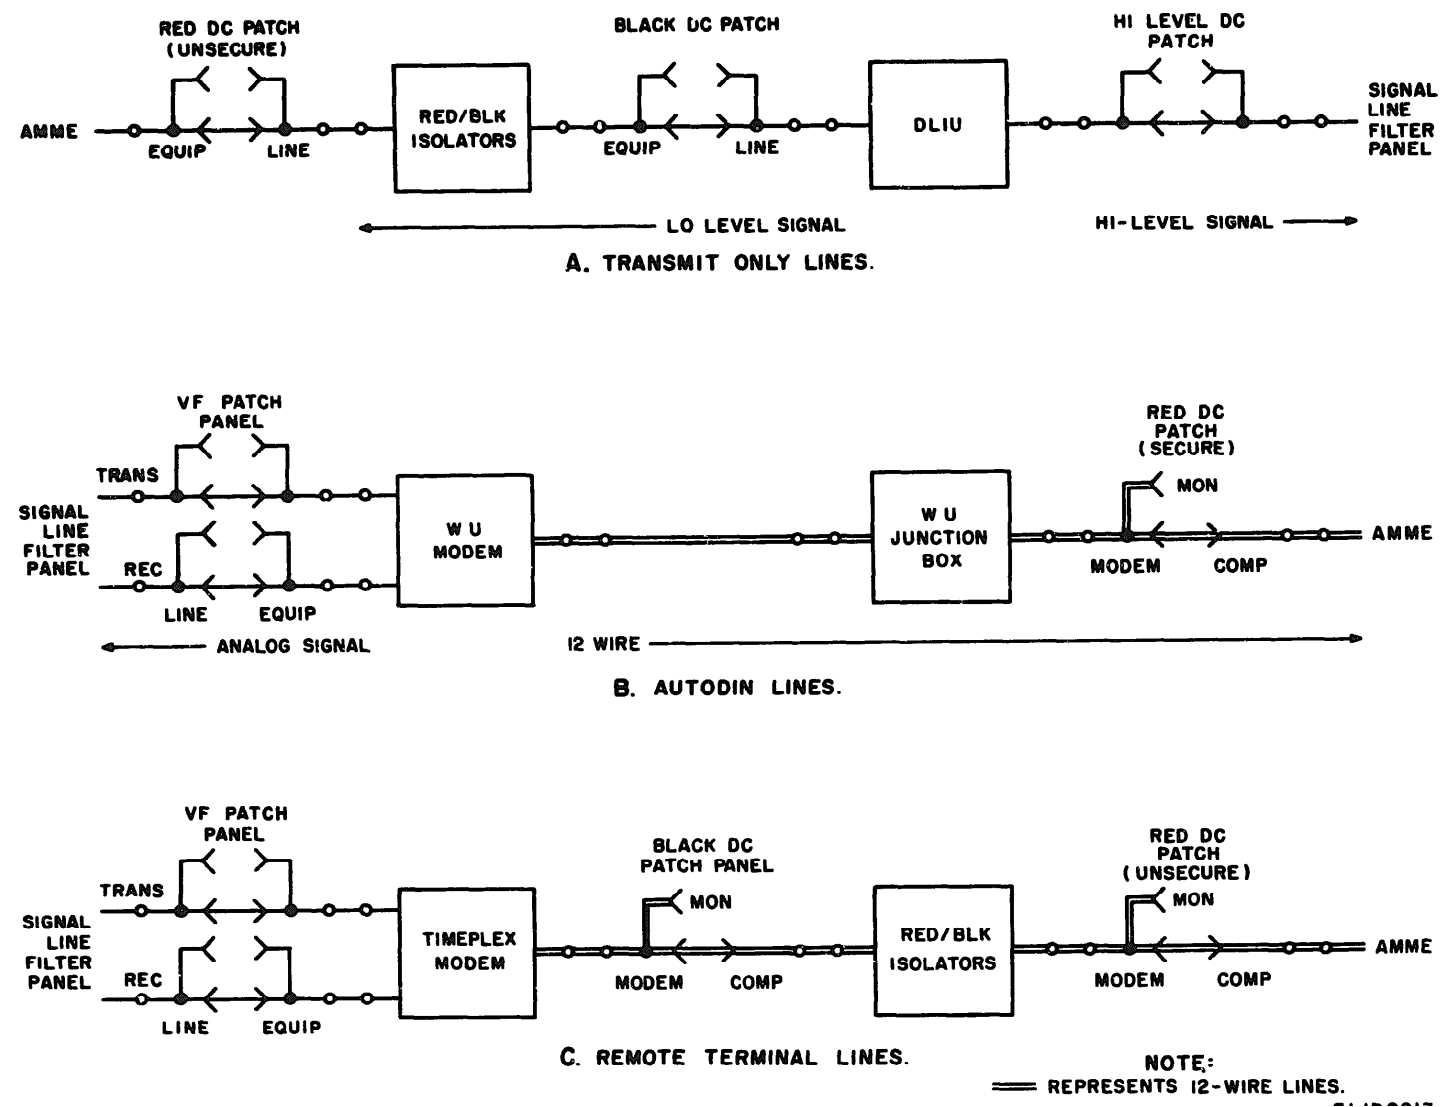 RED DC PATCH
(UNSECURE)
BLACK DC PATCH
HI LEVEL DC
PATCH
AMME
EQUIP
LINE
RED/BLK
ISOLATORS
EQUIP
LINE
DLIU
SIGNAL
LINE
FILTER
PANEL
LO LEVEL SIGNAL
HI-LEVEL SIGNAL
A. TRANSMIT ONLY LINES.
VF PATCH
PANEL
RED DC
PATCH
(SECURE)
TRANS
MON
SIGNAL
LINE
FILTER
PANEL
REC
LINE
EQUIP
WU
MODEM
WU
JUNCTION
BOX
MODEM
COMP
AMME
ANALOG SIGNAL
12 WIRE
B. AUTODIN LINES.
VF PATCH
PANEL
BLACK DC
PATCH PANEL
RED DC
PATCH
(UNSECURE)
TRANS
MON
MON
SIGNAL
LINE
FILTER
PANEL
REC
LINE
EQUIP
TIMEPLEX
MODEM
MODEM
COMP
RED/BLK
ISOLATORS
MODEM
COMP
AMME
C. REMOTE TERMINAL LINES.
NOTE:
REPRESENTS 12-WIRE LINES.